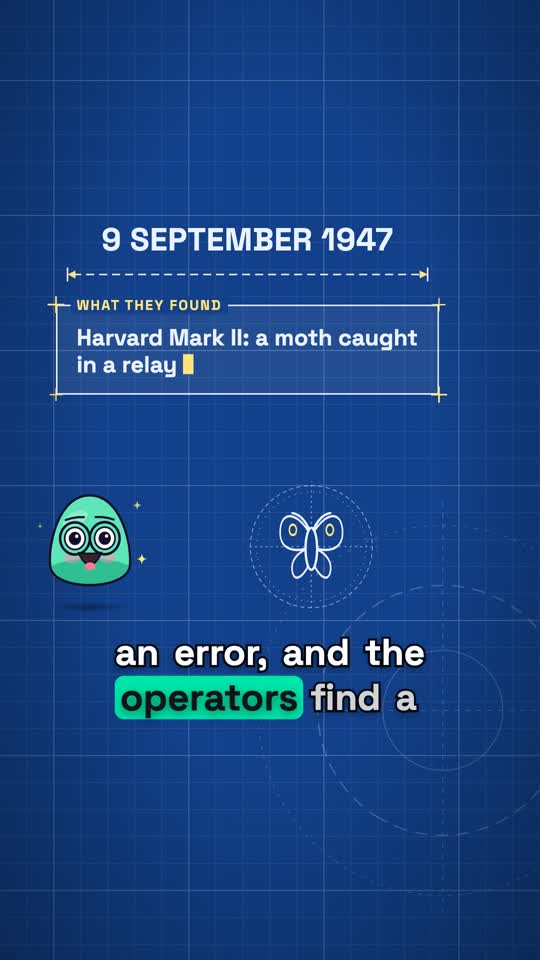 9 SEPTEMBER 1947
WHAT THEY FOUND
Harvard Mark II: a moth caught
in a relay
an error, and the
operators find a